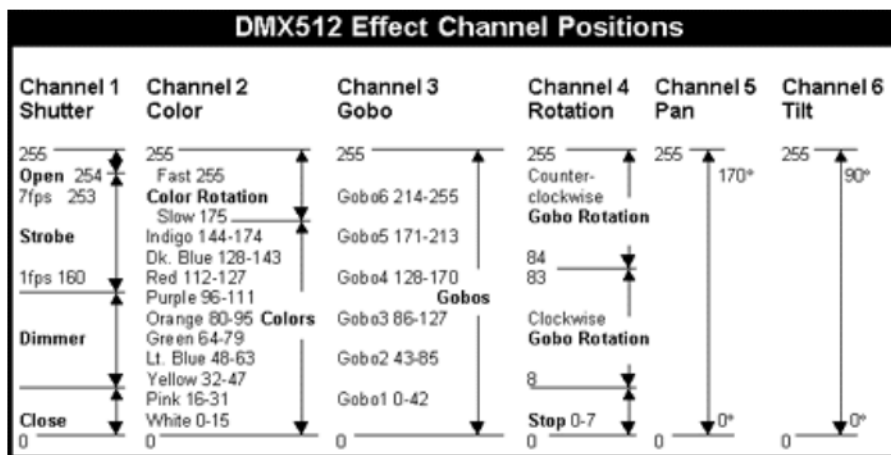 DMX512 Effect Channel Positions
Channel 1 Channel 2 Channel 3 Channel 4 Channel 5 Channel 6
Shutter Color Gobo Rotation Pan Tilt
255 255 255 255 255 255
Open 254 Fast 255 Counter- 170° 90°
7fps 253 Color Rotation Gobo6 214-255 clockwise
Slow 175 Gobo Rotation
Strobe Indigo 144-174 Gobo5 171-213
Dk. Blue 128-143 84
1fps 160 Red 112-127 Gobo4 128-170 83
Purple 96-111 Gobos
Orange 80-95 Colors Gobo3 86-127 Clockwise
Dimmer Green 64-79 Gobo Rotation
Lt. Blue 48-63 Gobo2 43-85
Yellow 32-47 8
Pink 16-31 Gobo1 0-42
Close White 0-15 Stop 0-7 0° 0°
0 0 0 0 0 0